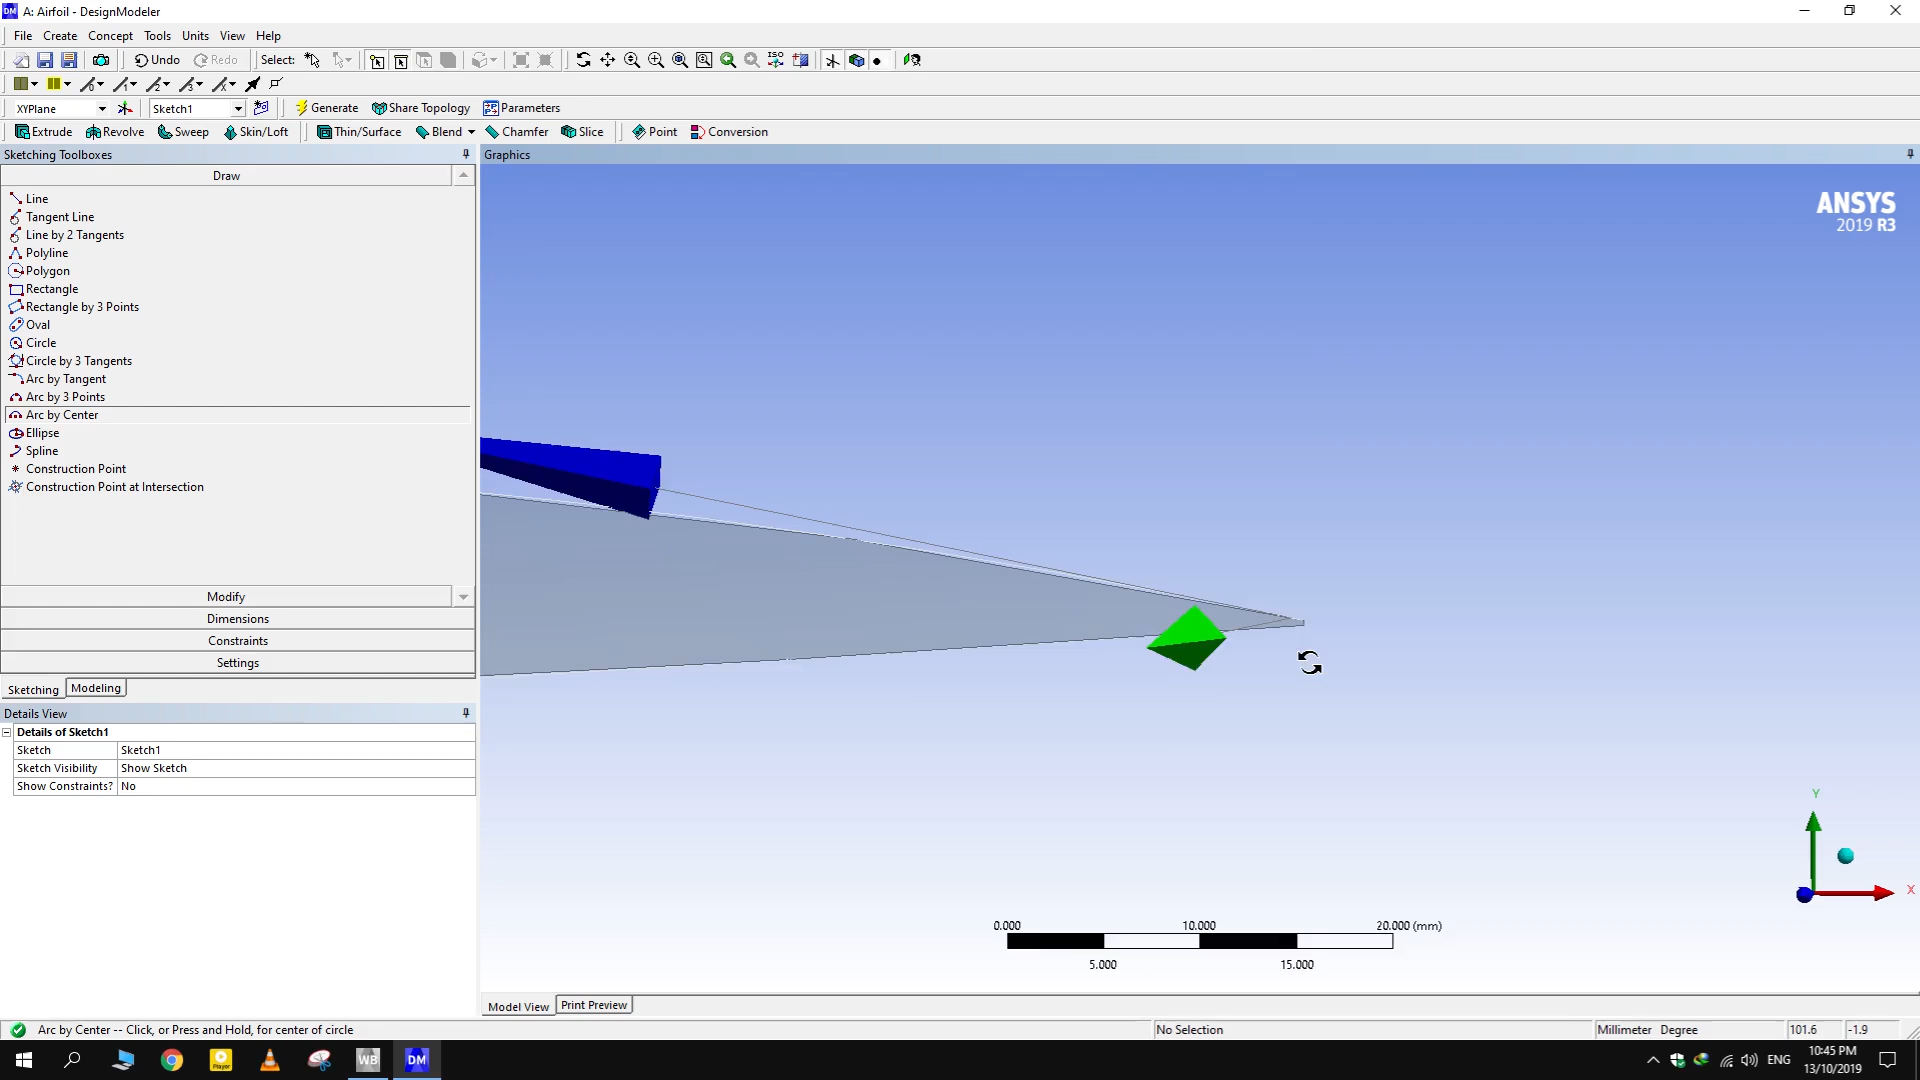 A: Airfoil - DesignModeler
File Create Concept Tools Units View Help
Undo Redo Select:
XYPlane Sketch1 Generate Share Topology Parameters
Extrude Revolve Sweep Skin/Loft Thin/Surface Blend Chamfer Slice Point Conversion
Sketching Toolboxes
Draw
Line
Tangent Line
Line by 2 Tangents
Polyline
Polygon
Rectangle
Rectangle by 3 Points
Oval
Circle
Circle by 3 Tangents
Arc by Tangent
Arc by 3 Points
Arc by Center
Ellipse
Spline
Construction Point
Construction Point at Intersection
Modify
Dimensions
Constraints
Settings
Sketching Modeling
Details View
Details of Sketch1
Sketch Sketch1
Sketch Visibility Show Sketch
Show Constraints? No
Graphics
ANSYS
2019 R3
Y
X
0.000 10.000 20.000 (mm)
5.000 15.000
Model View Print Preview
Arc by Center -- Click, or Press and Hold, for center of circle No Selection Millimeter Degree 101.6 -1.9
Player WB DM ENG 10:45 PM
13/10/2019